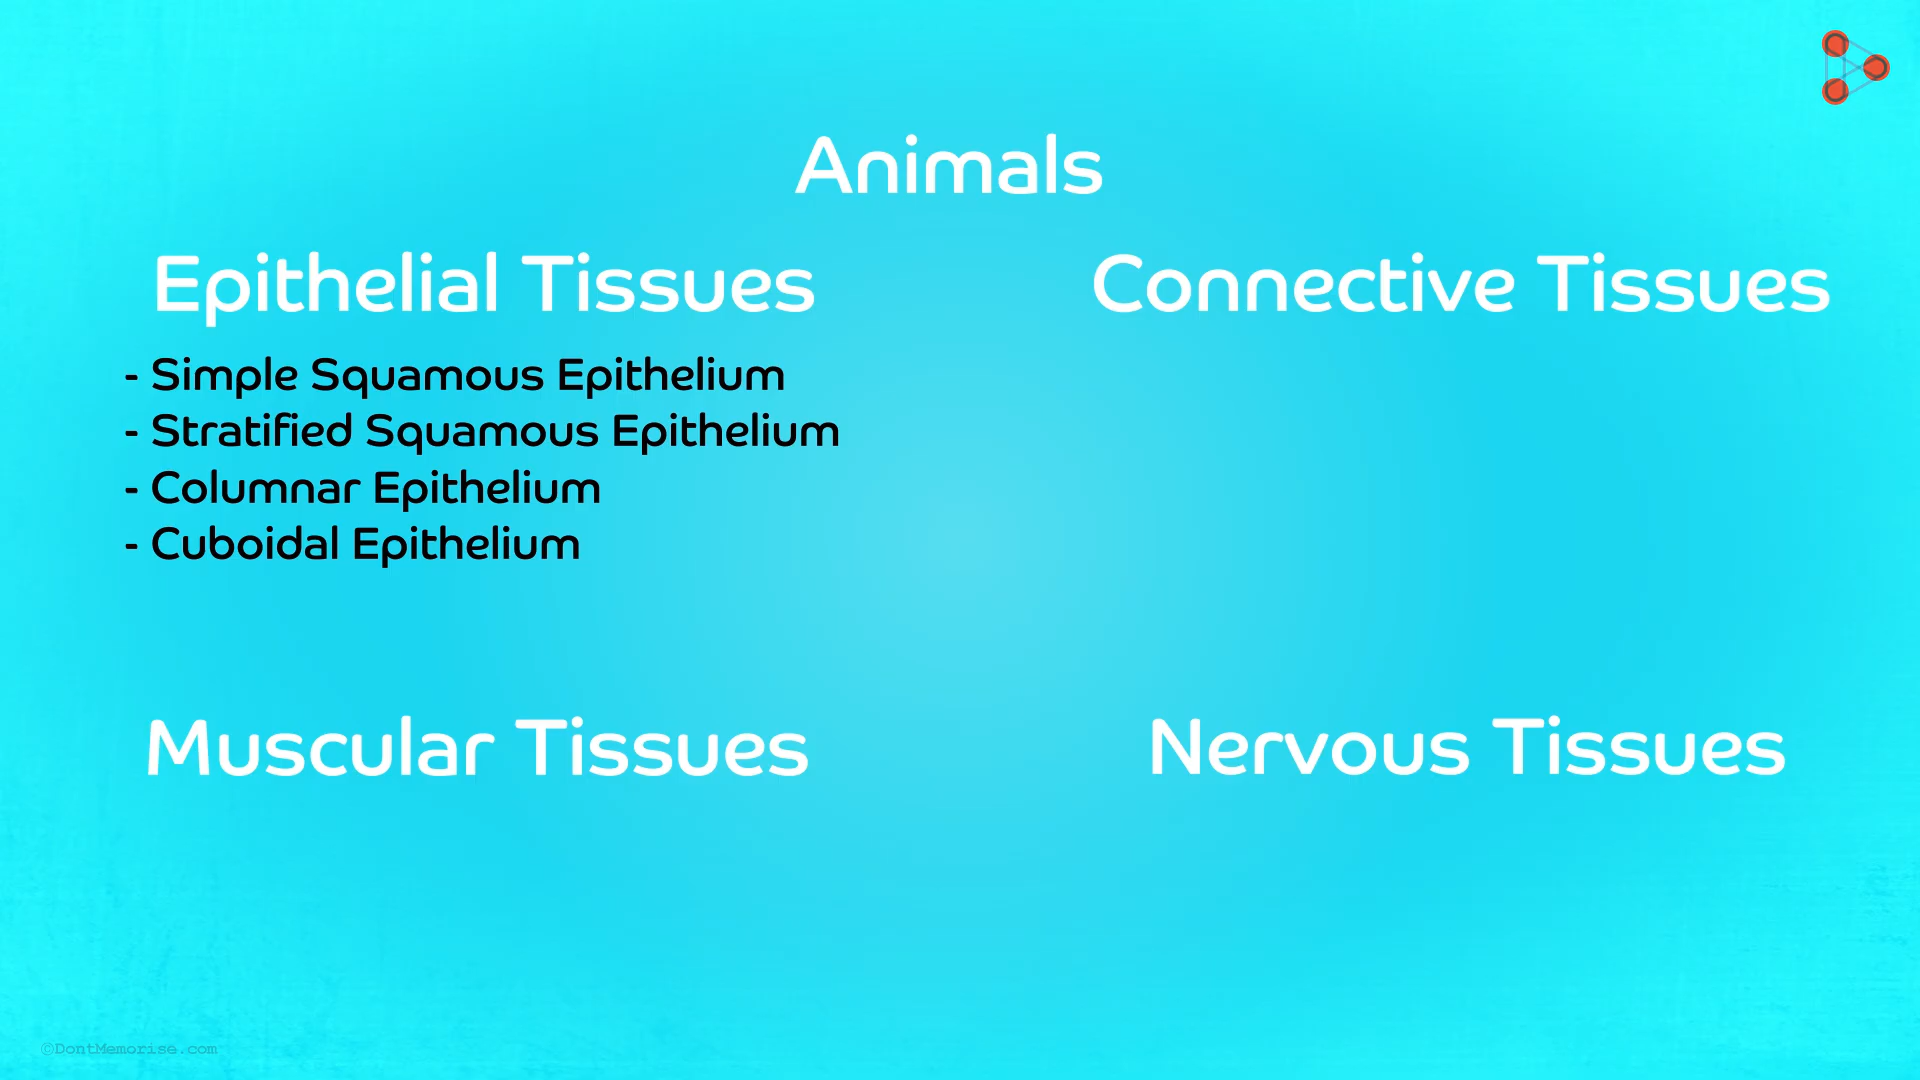 Animals
Epithelial Tissues
- Simple Squamous Epithelium
- Stratified Squamous Epithelium
- Columnar Epithelium
- Cuboidal Epithelium
Connective Tissues
Muscular Tissues
Nervous Tissues
©DontMemorise.com